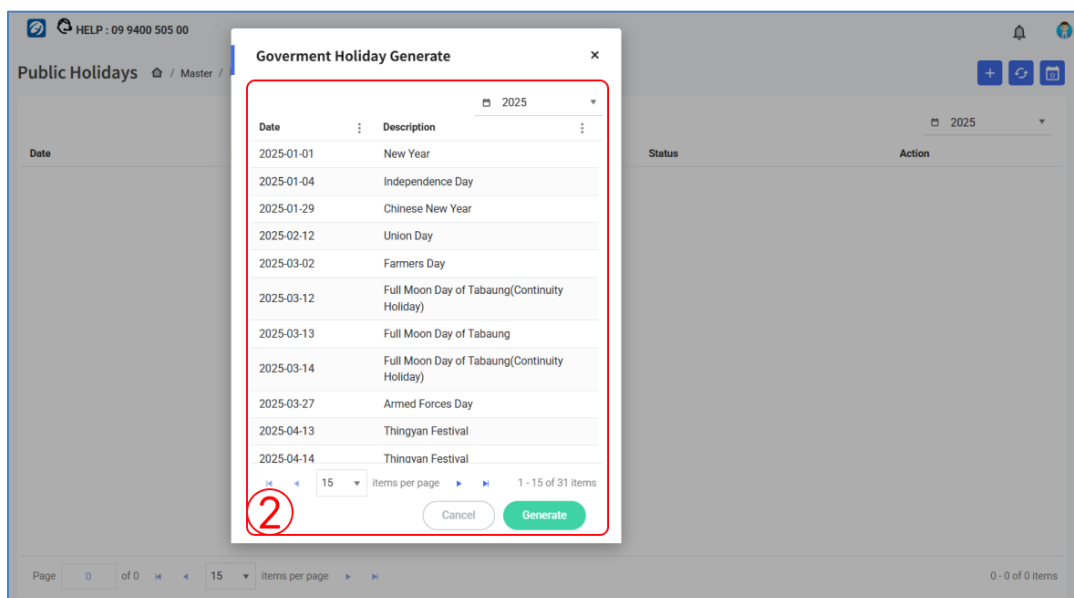 HELP : 09 9400 505 00
Public Holidays / Master /
2025
Date Status Action
Goverment Holiday Generate ×
2025
Date Description
2025-01-01 New Year
2025-01-04 Independence Day
2025-01-29 Chinese New Year
2025-02-12 Union Day
2025-03-02 Farmers Day
2025-03-12 Full Moon Day of Tabaung(Continuity
Holiday)
2025-03-13 Full Moon Day of Tabaung
2025-03-14 Full Moon Day of Tabaung(Continuity
Holiday)
2025-03-27 Armed Forces Day
2025-04-13 Thingyan Festival
2025-04-14 Thingyan Festival
15 items per page 1 - 15 of 31 items
2
Cancel Generate
Page 0 of 0 15 items per page 0 - 0 of 0 items